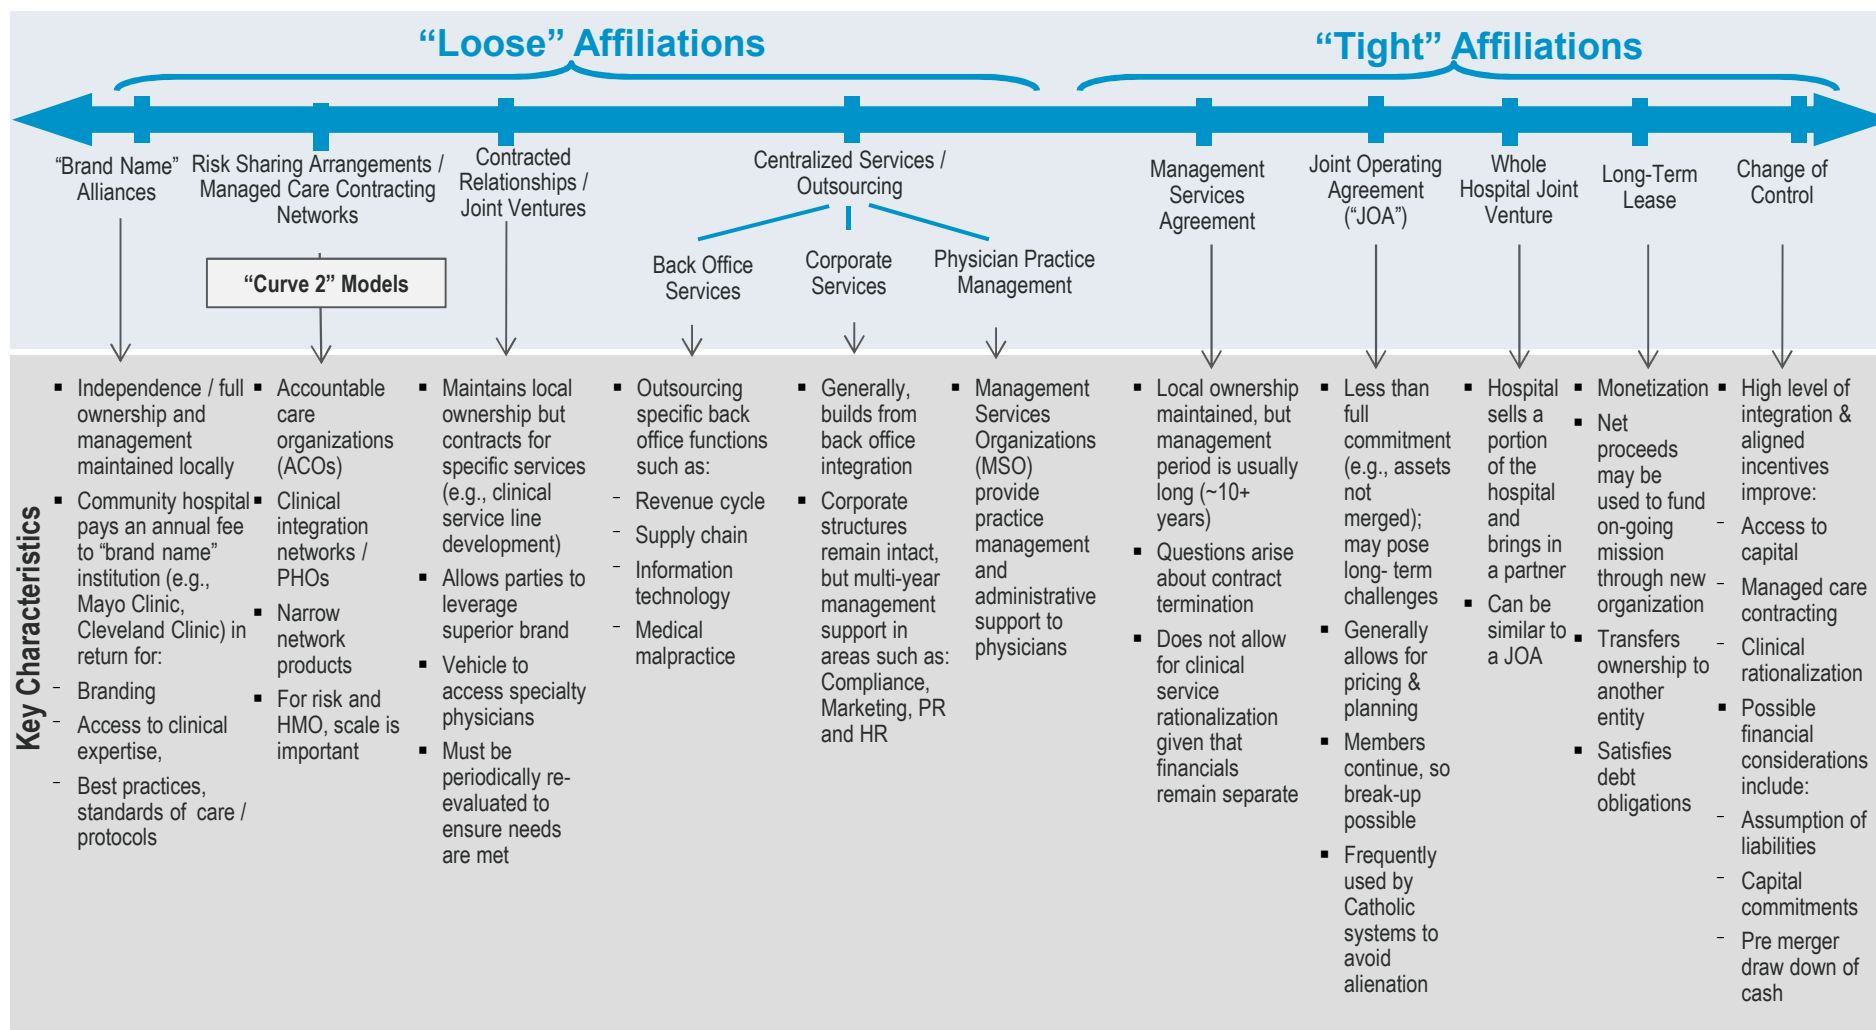 “Loose” Affiliations
“Tight” Affiliations
“Brand Name”
Alliances
Risk Sharing Arrangements /
Managed Care Contracting
Networks
“Curve 2” Models
Contracted
Relationships /
Joint Ventures
Centralized Services /
Outsourcing
Back Office
Services
Corporate
Services
Physician Practice
Management
Management
Services
Agreement
Joint Operating
Agreement
(“JOA”)
Whole
Hospital Joint
Venture
Long-Term
Lease
Change of
Control
Key Characteristics
▪ Independence / full
ownership and
management
maintained locally
▪ Community hospital
pays an annual fee
to “brand name”
institution (e.g.,
Mayo Clinic,
Cleveland Clinic) in
return for:
− Branding
− Access to clinical
expertise,
− Best practices,
standards of care /
protocols
▪ Accountable
care
organizations
(ACOs)
▪ Clinical
integration
networks /
PHOs
▪ Narrow
network
products
▪ For risk and
HMO, scale is
important
▪ Maintains local
ownership but
contracts for
specific services
(e.g., clinical
service line
development)
▪ Allows parties to
leverage
superior brand
▪ Vehicle to
access specialty
physicians
▪ Must be
periodically re-
evaluated to
ensure needs
are met
▪ Outsourcing
specific back
office functions
such as:
− Revenue cycle
− Supply chain
− Information
technology
− Medical
malpractice
▪ Generally,
builds from
back office
integration
▪ Corporate
structures
remain intact,
but multi-year
management
support in
areas such as:
Compliance,
Marketing, PR
and HR
▪ Management
Services
Organizations
(MSO)
provide
practice
management
and
administrative
support to
physicians
▪ Local ownership
maintained, but
management
period is usually
long (~10+
years)
▪ Questions arise
about contract
termination
▪ Does not allow
for clinical
service
rationalization
given that
financials
remain separate
▪ Less than
full
commitment
(e.g., assets
not
merged);
may pose
long- term
challenges
▪ Generally
allows for
pricing &
planning
▪ Members
continue, so
break-up
possible
▪ Frequently
used by
Catholic
systems to
avoid
alienation
▪ Hospital
sells a
portion
of the
hospital
and
brings in
a partner
▪ Can be
similar to
a JOA
▪ Monetization
▪ Net
proceeds
may be
used to fund
on-going
mission
through new
organization
▪ Transfers
ownership to
another
entity
▪ Satisfies
debt
obligations
▪ High level of
integration &
aligned
incentives
improve:
− Access to
capital
− Managed care
contracting
− Clinical
rationalization
▪ Possible
financial
considerations
include:
− Assumption of
liabilities
− Capital
commitments
− Pre merger
draw down of
cash